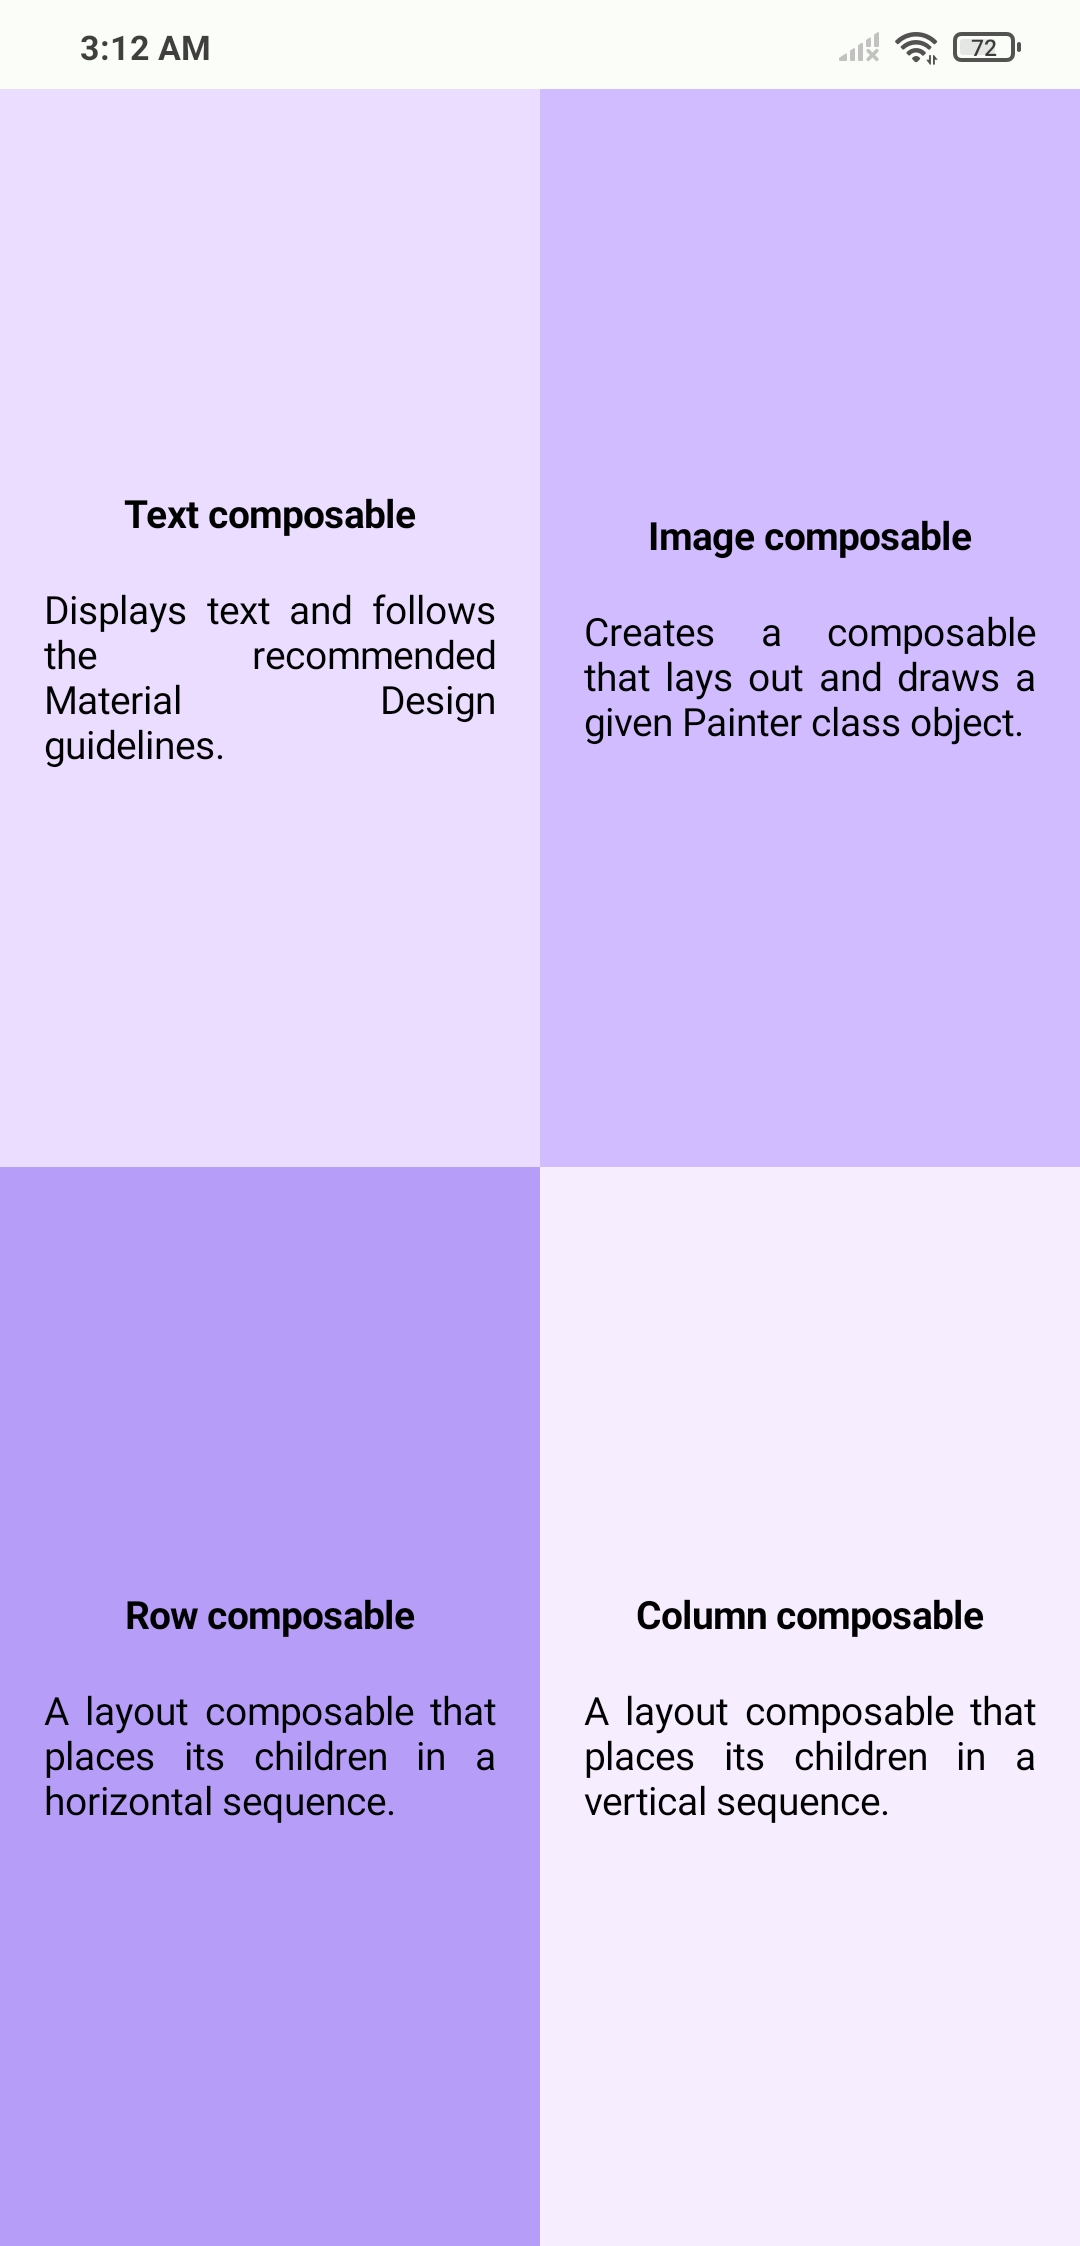 3:12 AM
72
Text composable
Displays text and follows
the recommended
Material Design
guidelines.
Image composable
Creates a composable
that lays out and draws a
given Painter class object.
Row composable
A layout composable that
places its children in a
horizontal sequence.
Column composable
A layout composable that
places its children in a
vertical sequence.